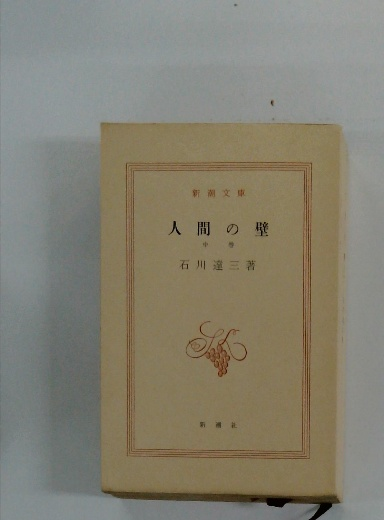 新潮文庫
人間の壁
中巻
石川達三著
新潮社